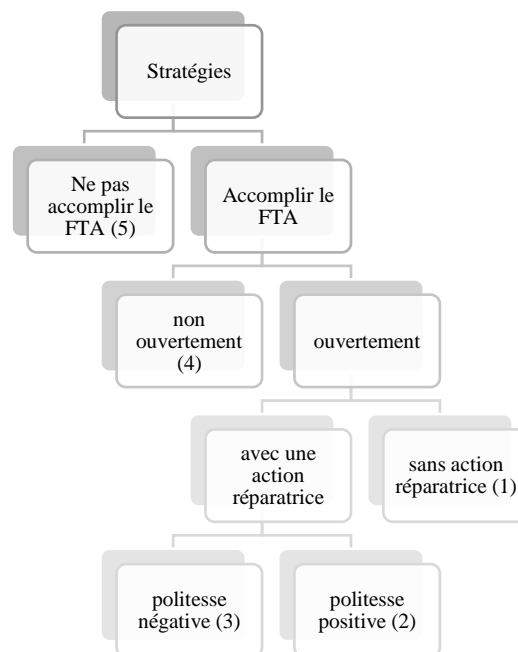 Stratégies
Ne pas
accomplir le
FTA (5)
Accomplir le
FTA
non
ouvertement
(4)
ouvertement
avec une
action
réparatrice
sans action
réparatrice (1)
politesse
négative (3)
politesse
positive (2)